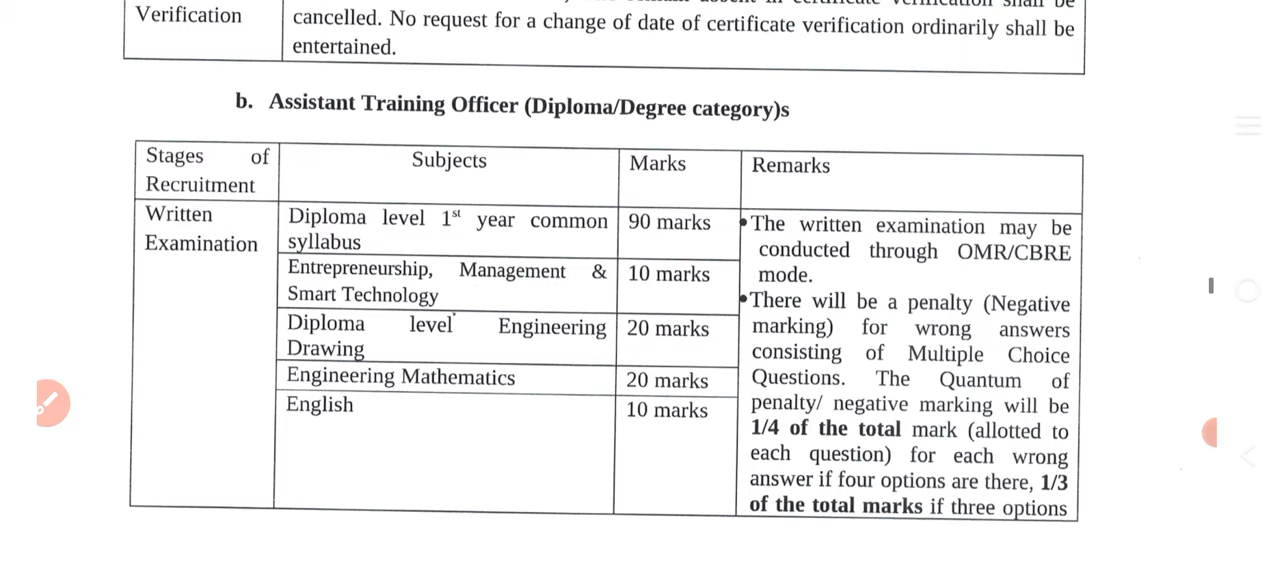 Verification
cancelled. No request for a change of date of certificate verification ordinarily shall be
entertained.
b. Assistant Training Officer (Diploma/Degree category)s
Stages of
Recruitment
Subjects
Marks
Remarks
Written
Examination
Diploma level 1st year common
syllabus
90 marks
Entrepreneurship, Management &
Smart Technology
10 marks
Diploma level Engineering
Drawing
20 marks
Engineering Mathematics
20 marks
English
10 marks
•The written examination may be
conducted through OMR/CBRE
mode.
•There will be a penalty (Negative
marking) for wrong answers
consisting of Multiple Choice
Questions. The Quantum of
penalty/ negative marking will be
1/4 of the total mark (allotted to
each question) for each wrong
answer if four options are there, 1/3
of the total marks if three options